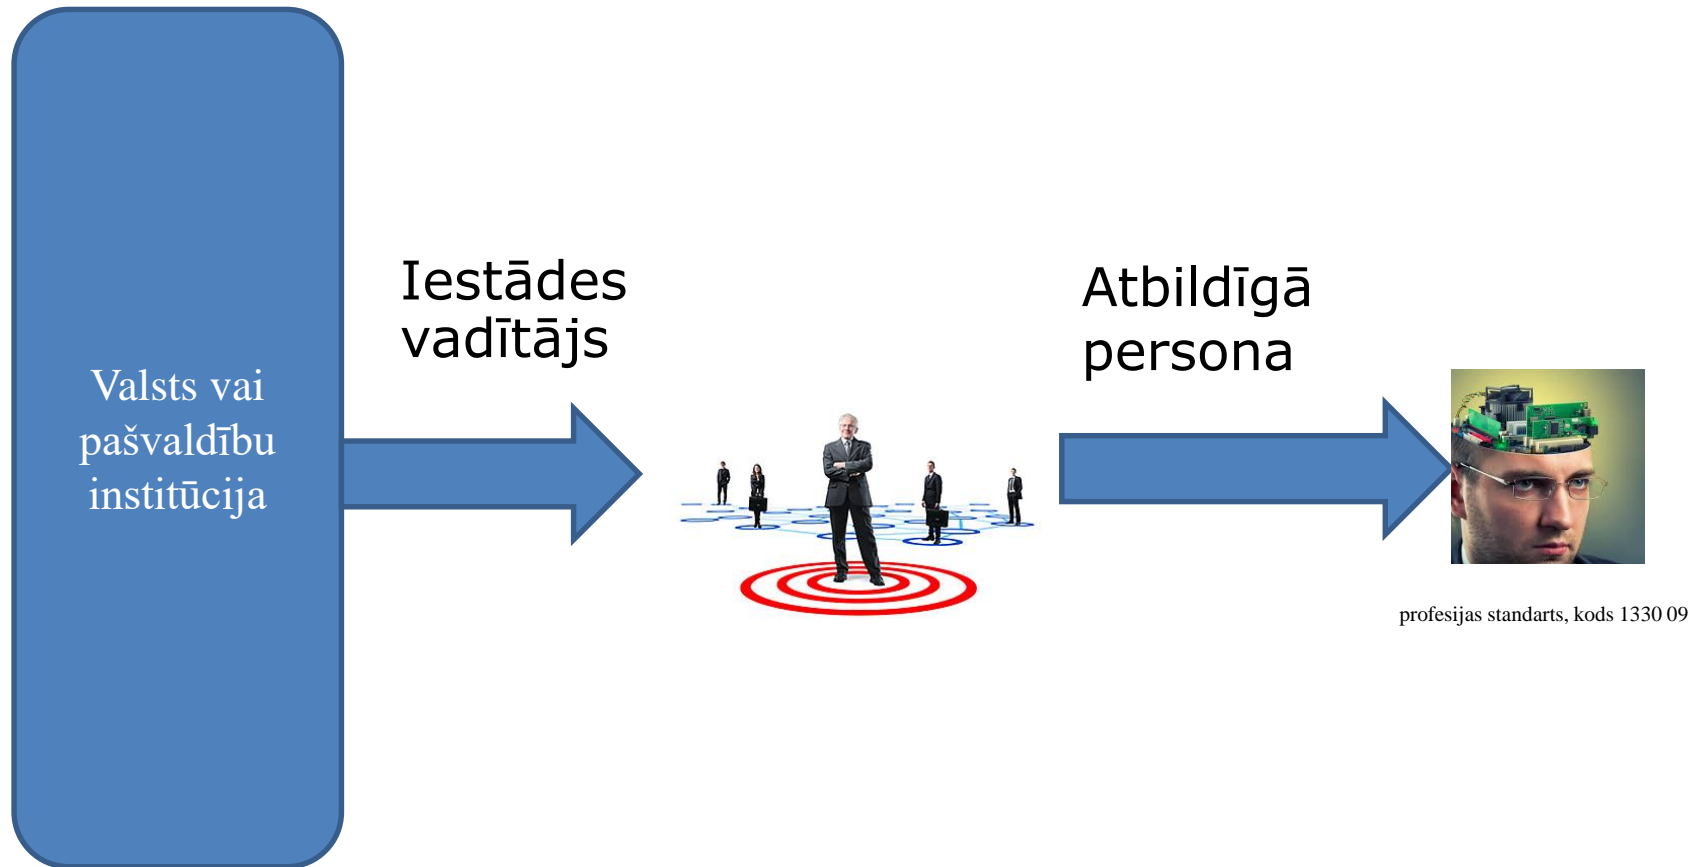 Valsts vai
pašvaldību
institūcija
Iestādes
vadītājs
Atbildīgā
persona
profesijas standarts, kods 1330 09